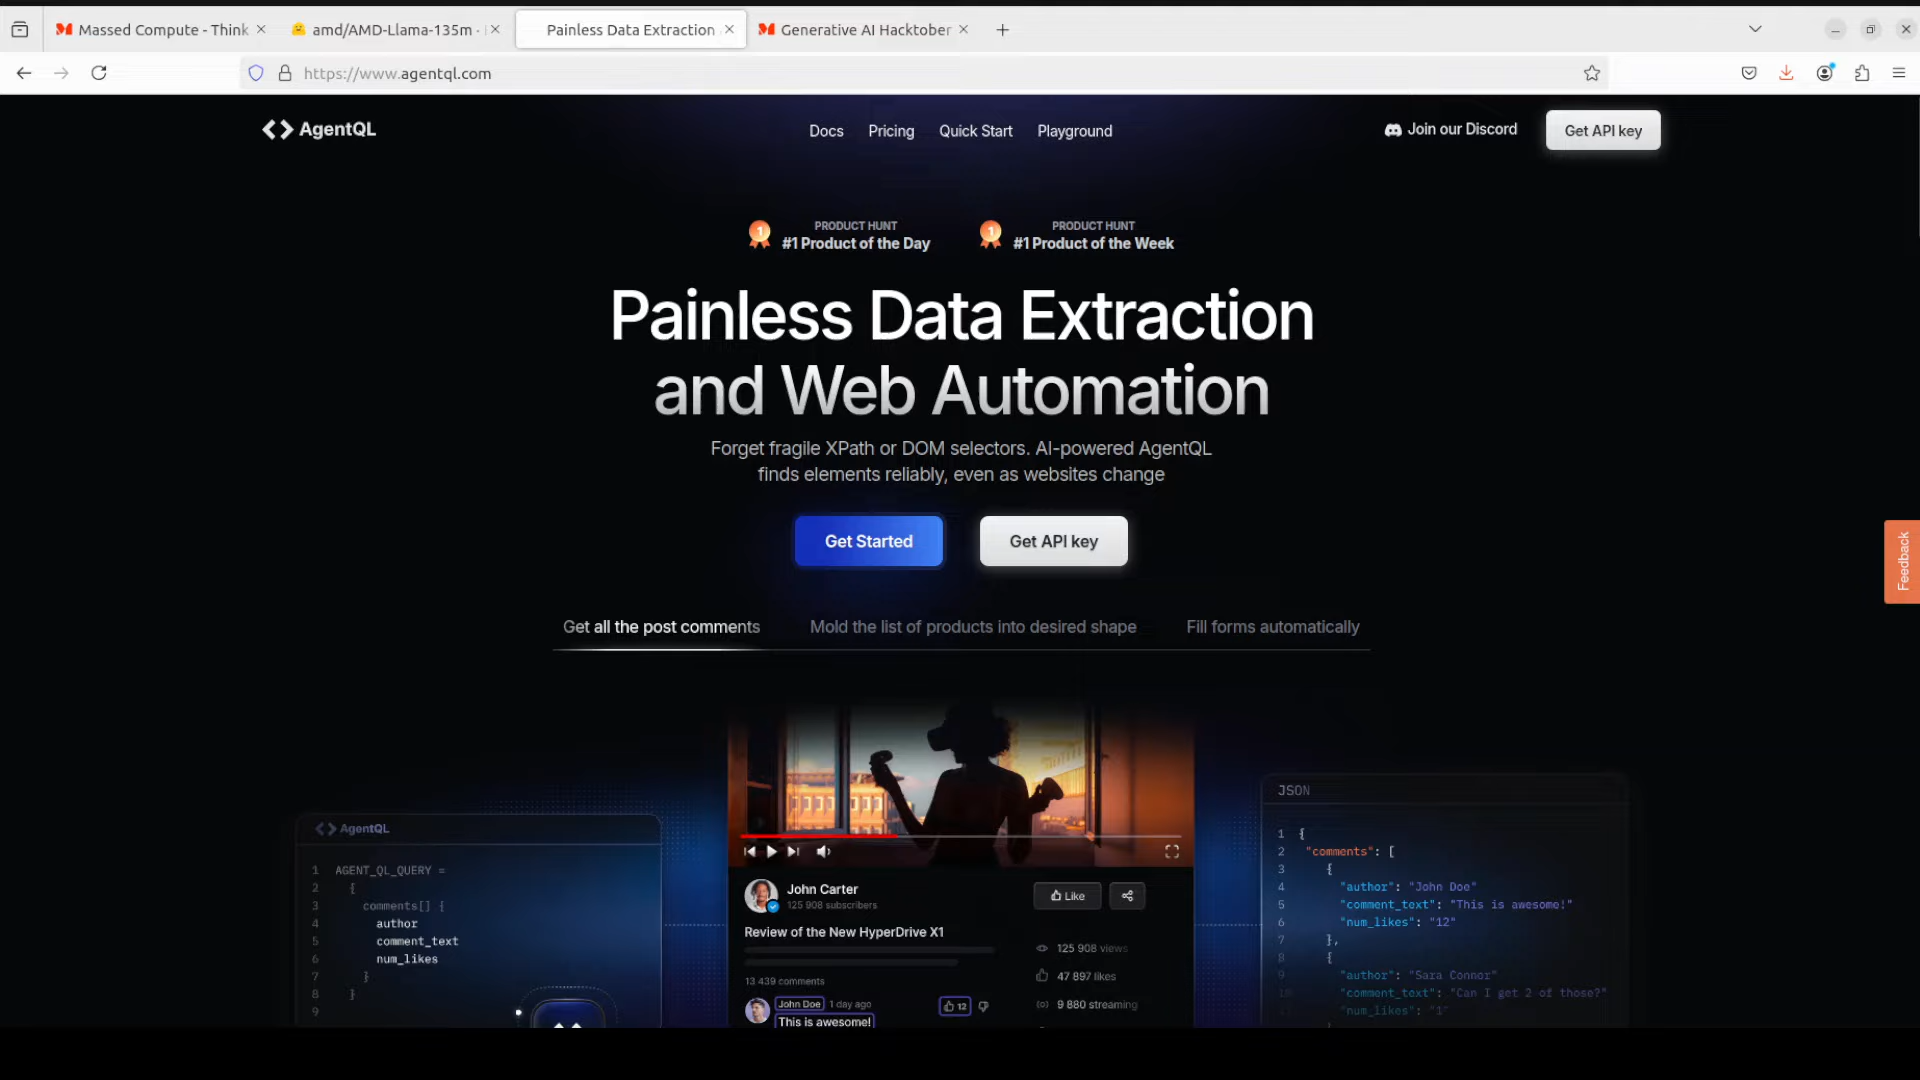 Massed Compute - Think
amd/AMD-Llama-135m ·
Painless Data Extraction
Generative AI Hacktober
https://www.agentql.com
AgentQL
Docs
Pricing
Quick Start
Playground
Join our Discord
Get API key
PRODUCT HUNT
#1 Product of the Day
PRODUCT HUNT
#1 Product of the Week
Painless Data Extraction
and Web Automation
Forget fragile XPath or DOM selectors. AI-powered AgentQL
finds elements reliably, even as websites change
Get Started
Get API key
Feedback
Get all the post comments
Mold the list of products into desired shape
Fill forms automatically
AgentQL
1 AGENT_QL_QUERY =
2 {
3 comments[] {
4 author
5 comment_text
6 num_likes
7 }
8 }
9
John Carter
125 908 subscribers
Like
Review of the New HyperDrive X1
125 908 views
47 897 likes
9 880 streaming
13 439 comments
John Doe 1 day ago
12
This is awesome!
JSON
1 {
2 "comments": [
3 {
4 "author": "John Doe"
5 "comment_text": "This is awesome!"
6 "num_likes": "12"
7 },
8 {
9 "author": "Sara Connor"
10 "comment_text": "Can I get 2 of those?"
11 "num_likes": "1"